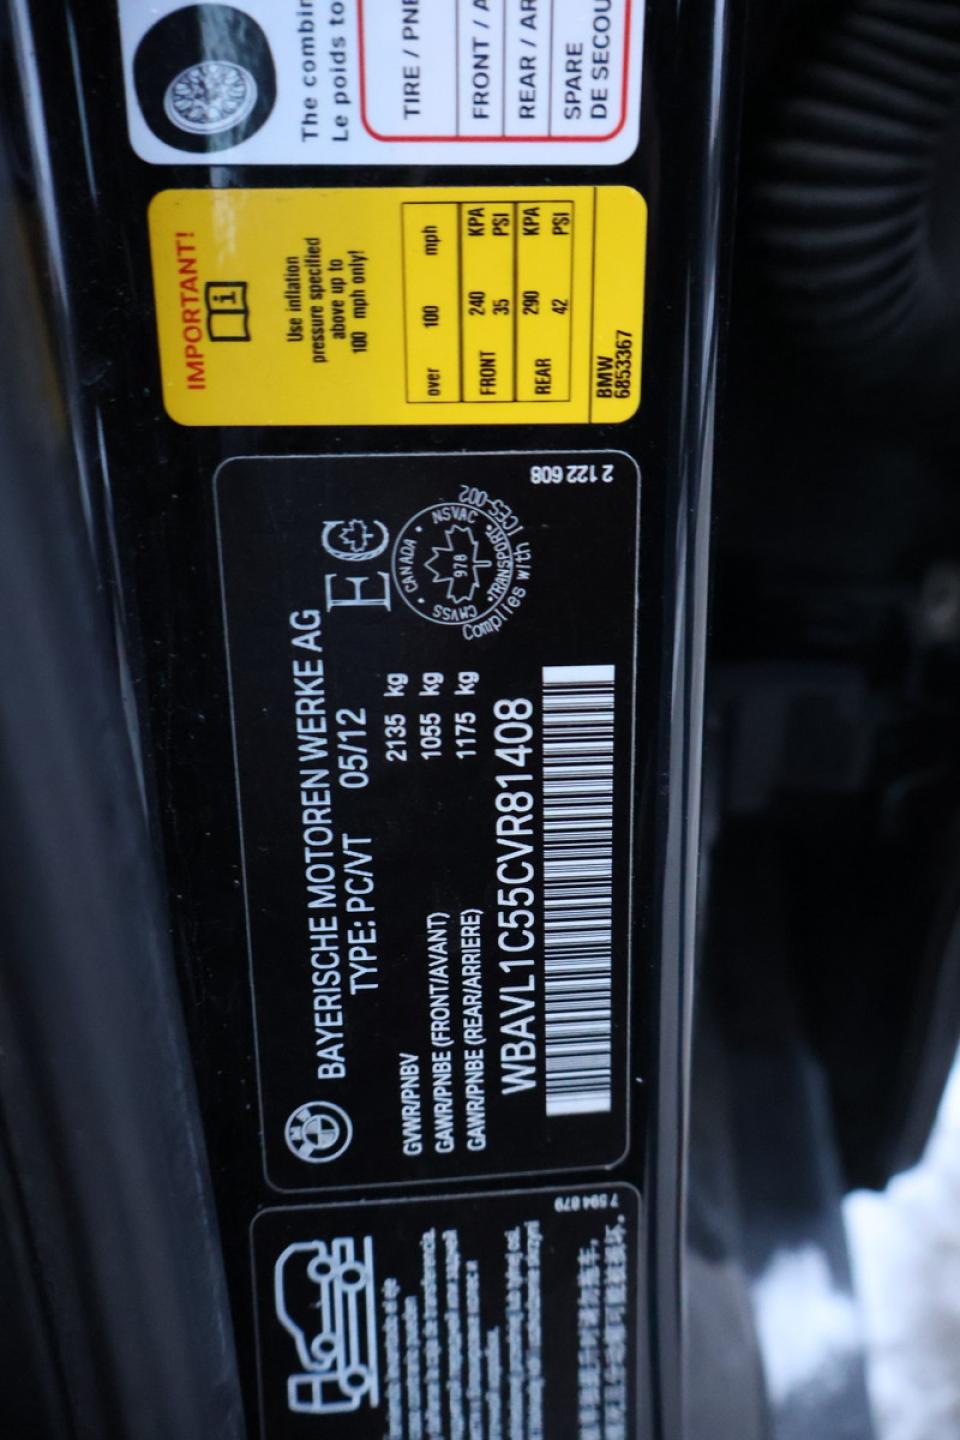 The combin
Le poids to
TIRE / PNE
FRONT / A
REAR / AR
SPARE
DE SECOU
IMPORTANT!
Use inflation
pressure specified
above up to
100 mph only!
over 100 mph
FRONT 240 KPA
35 PSI
REAR 290 KPA
42 PSI
BMW
6853367
2 122 608
BAYERISCHE MOTOREN WERKE AG
TYPE: PC/VT 05/12
EC
CANADA · NSVAC · TRANSPORT · CMVSS
978
Complies with ICES-002
GVWR/PNBV 2135 kg
GAWR/PNBE (FRONT/AVANT) 1055 kg
GAWR/PNBE (REAR/ARRIERE) 1175 kg
WBAVL1C55CVR81408
7 594 079